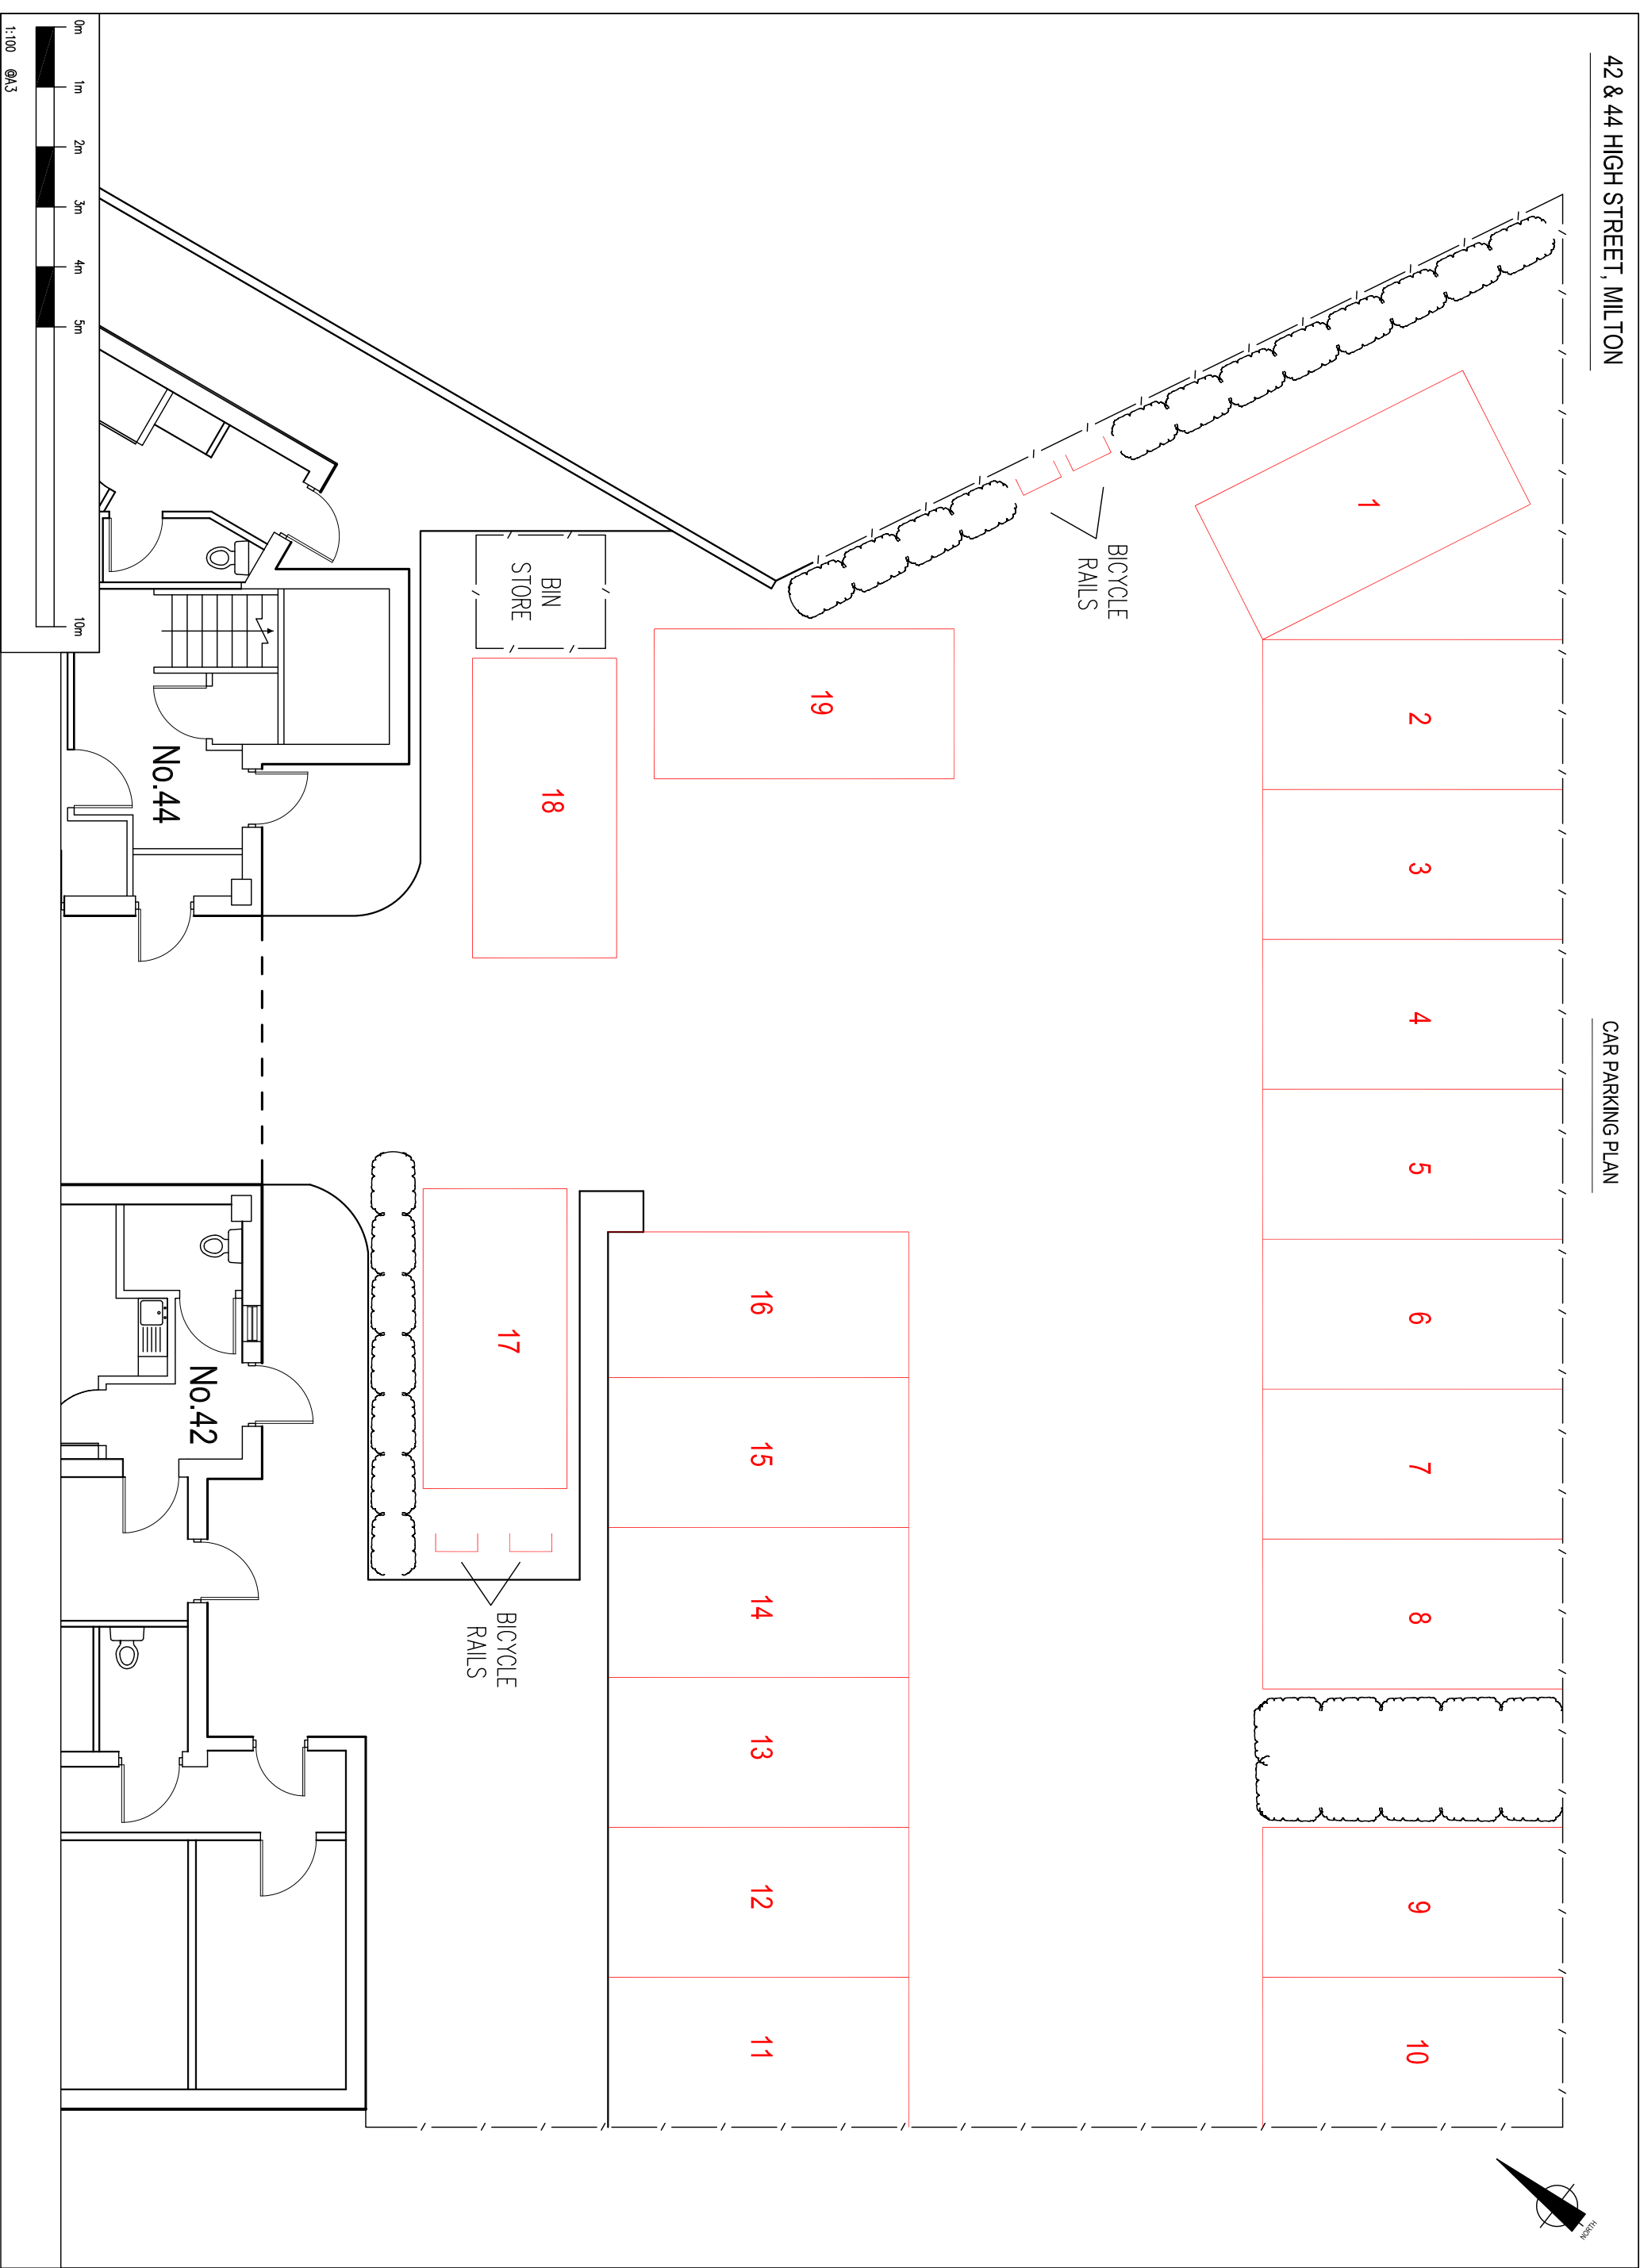 42 & 44 HIGH STREET, MILTON
CAR PARKING PLAN
NORTH
1
2
3
4
5
6
7
8
9
10
BICYCLE
RAILS
19
16
15
14
13
12
11
BIN
STORE
18
17
BICYCLE
RAILS
No.44
No.42
0m
1m
2m
3m
4m
5m
10m
1:100 @A3